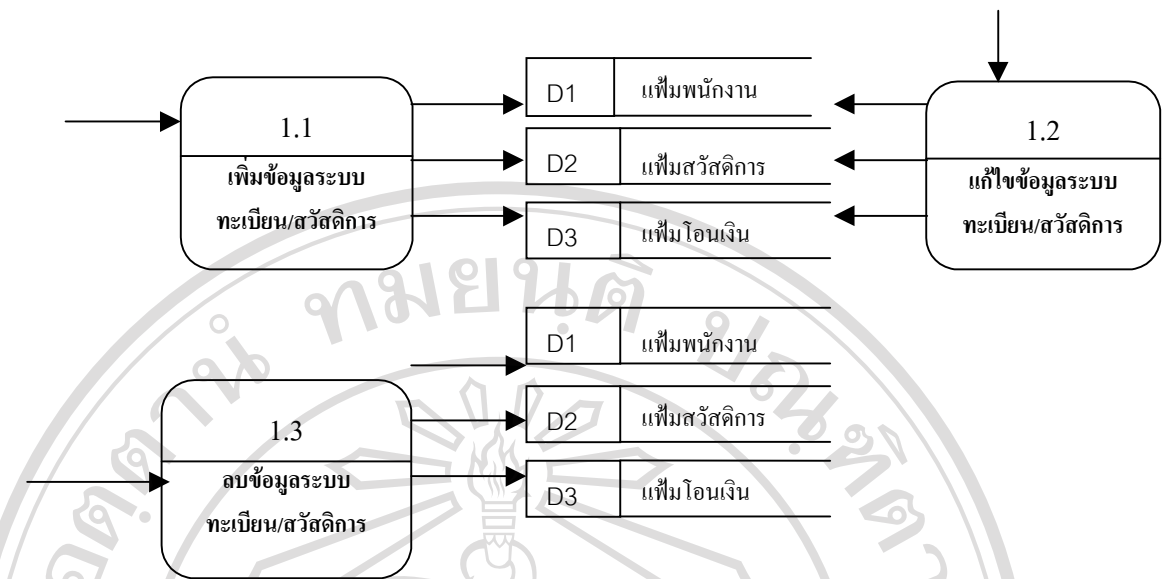 1.1
เพิ่มข้อมูลระบบ
ทะเบียน/สวัสดิการ
D1 แฟ้มพนักงาน
D2 แฟ้มสวัสดิการ
D3 แฟ้มโอนเงิน
1.2
แก้ไขข้อมูลระบบ
ทะเบียน/สวัสดิการ
1.3
ลบข้อมูลระบบ
ทะเบียน/สวัสดิการ
D1 แฟ้มพนักงาน
D2 แฟ้มสวัสดิการ
D3 แฟ้มโอนเงิน